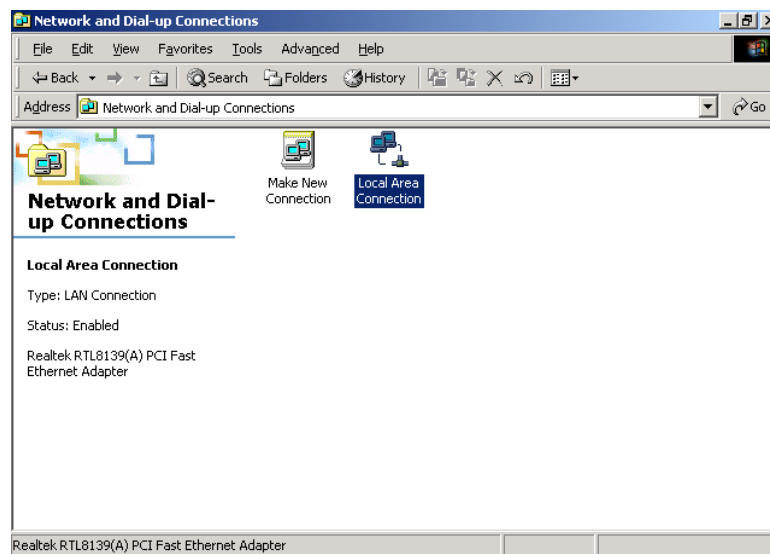 Network and Dial-up Connections
File Edit View Favorites Tools Advanced Help
Back Search Folders History
Address Network and Dial-up Connections Go
Make New
Connection
Local Area
Connection
Network and Dial-
up Connections
Local Area Connection
Type: LAN Connection
Status: Enabled
Realtek RTL8139(A) PCI Fast
Ethernet Adapter
Realtek RTL8139(A) PCI Fast Ethernet Adapter